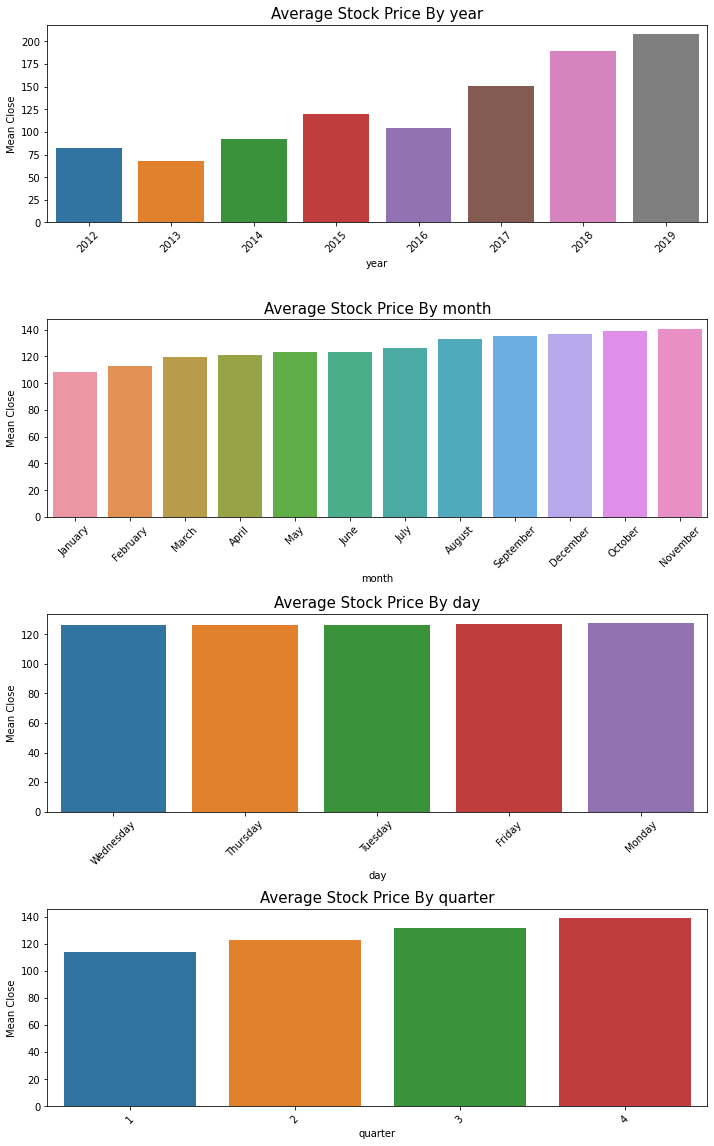 Average Stock Price By year
Mean Close
200
175
150
125
100
75
50
25
0
2012 2013 2014 2015 2016 2017 2018 2019
year
Average Stock Price By month
Mean Close
140
120
100
80
60
40
20
0
January February March April May June July August September December October November
month
Average Stock Price By day
Mean Close
120
100
80
60
40
20
0
Wednesday Thursday Tuesday Friday Monday
day
Average Stock Price By quarter
Mean Close
140
120
100
80
60
40
20
0
1 2 3 4
quarter